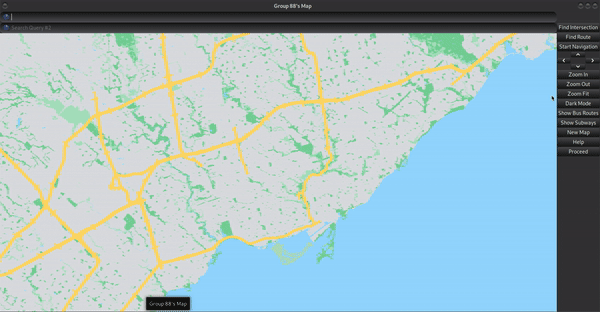 Group 88's Map
Search Query #2
Find Intersection
Find Route
Start Navigation
Zoom In
Zoom Out
Zoom Fit
Dark Mode
Show Bus Routes
Show Subways
New Map
Help
Proceed
Group 88's Map